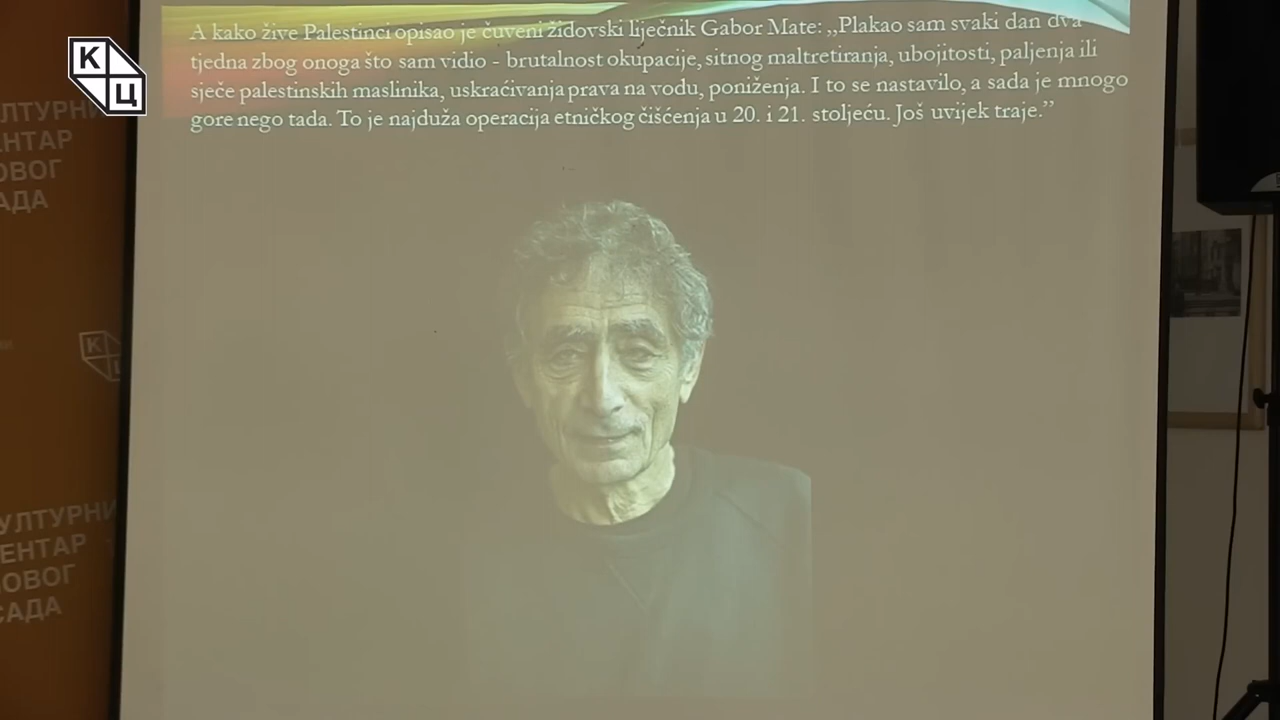 A kako žive Palestinci opisao je čuveni židovski liječnik Gabor Mate: „Plakao sam svaki dan dva
tjedna zbog onoga što sam vidio - brutalnost okupacije, sitnog maltretiranja, ubojitosti, paljenja ili
sječe palestinskih maslinika, uskraćivanja prava na vodu, poniženja. I to se nastavilo, a sada je mnogo
gore nego tada. To je najduža operacija etničkog čišćenja u 20. i 21. stoljeću. Još uvijek traje.”
К
Ц
ЛТУРНИ
НТАР
ОВОГ
АДА
К
Ц
УЛТУРНИ
ЕНТАР
ОВОГ
САДА